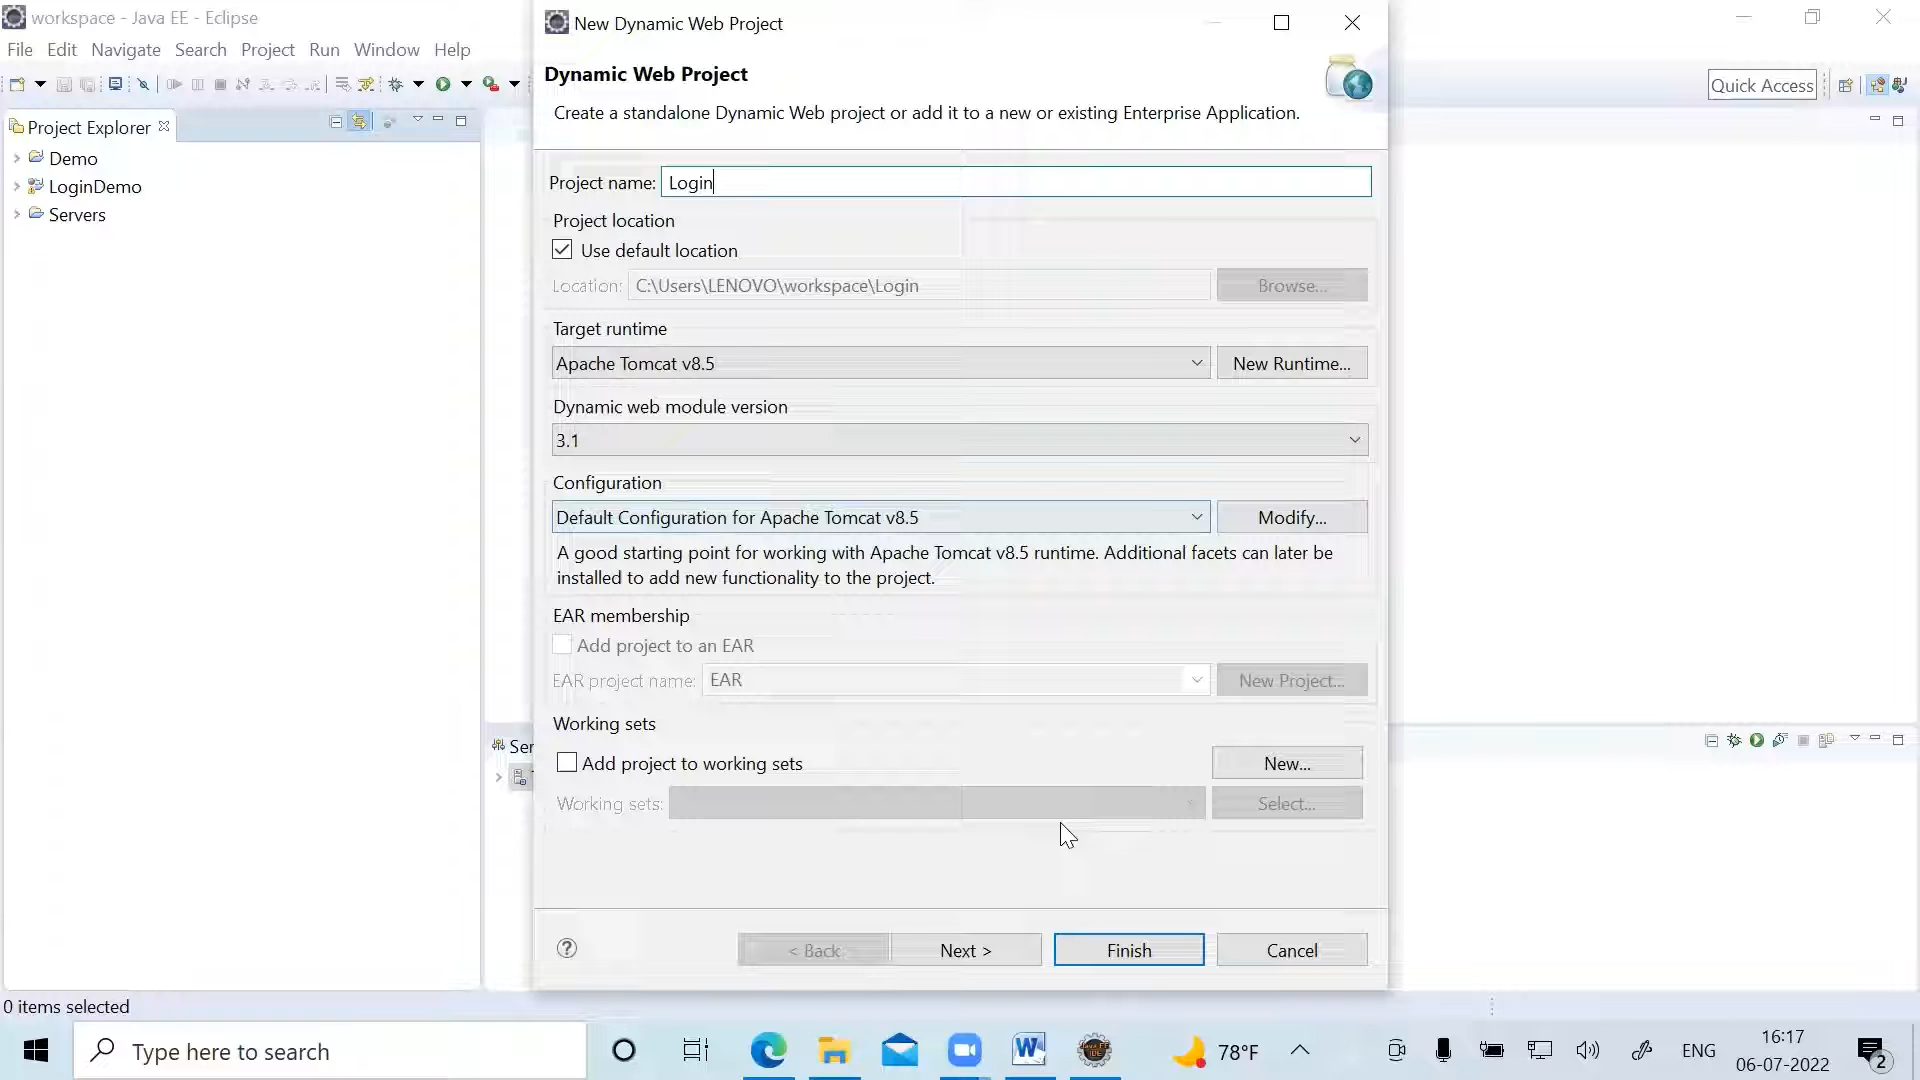 workspace - Java EE - Eclipse
File Edit Navigate Search Project Run Window Help
Quick Access
Project Explorer
Demo
LoginDemo
Servers
New Dynamic Web Project
Dynamic Web Project
Create a standalone Dynamic Web project or add it to a new or existing Enterprise Application.
Project name: Login
Project location
Use default location
Location: C:\Users\LENOVO\workspace\Login Browse...
Target runtime
Apache Tomcat v8.5 New Runtime...
Dynamic web module version
3.1
Configuration
Default Configuration for Apache Tomcat v8.5 Modify...
A good starting point for working with Apache Tomcat v8.5 runtime. Additional facets can later be
installed to add new functionality to the project.
EAR membership
Add project to an EAR
EAR project name: EAR New Project...
Working sets
Add project to working sets New...
Working sets: Select...
Ser
< Back Next > Finish Cancel
0 items selected
Type here to search
78°F
ENG
16:17
06-07-2022
2